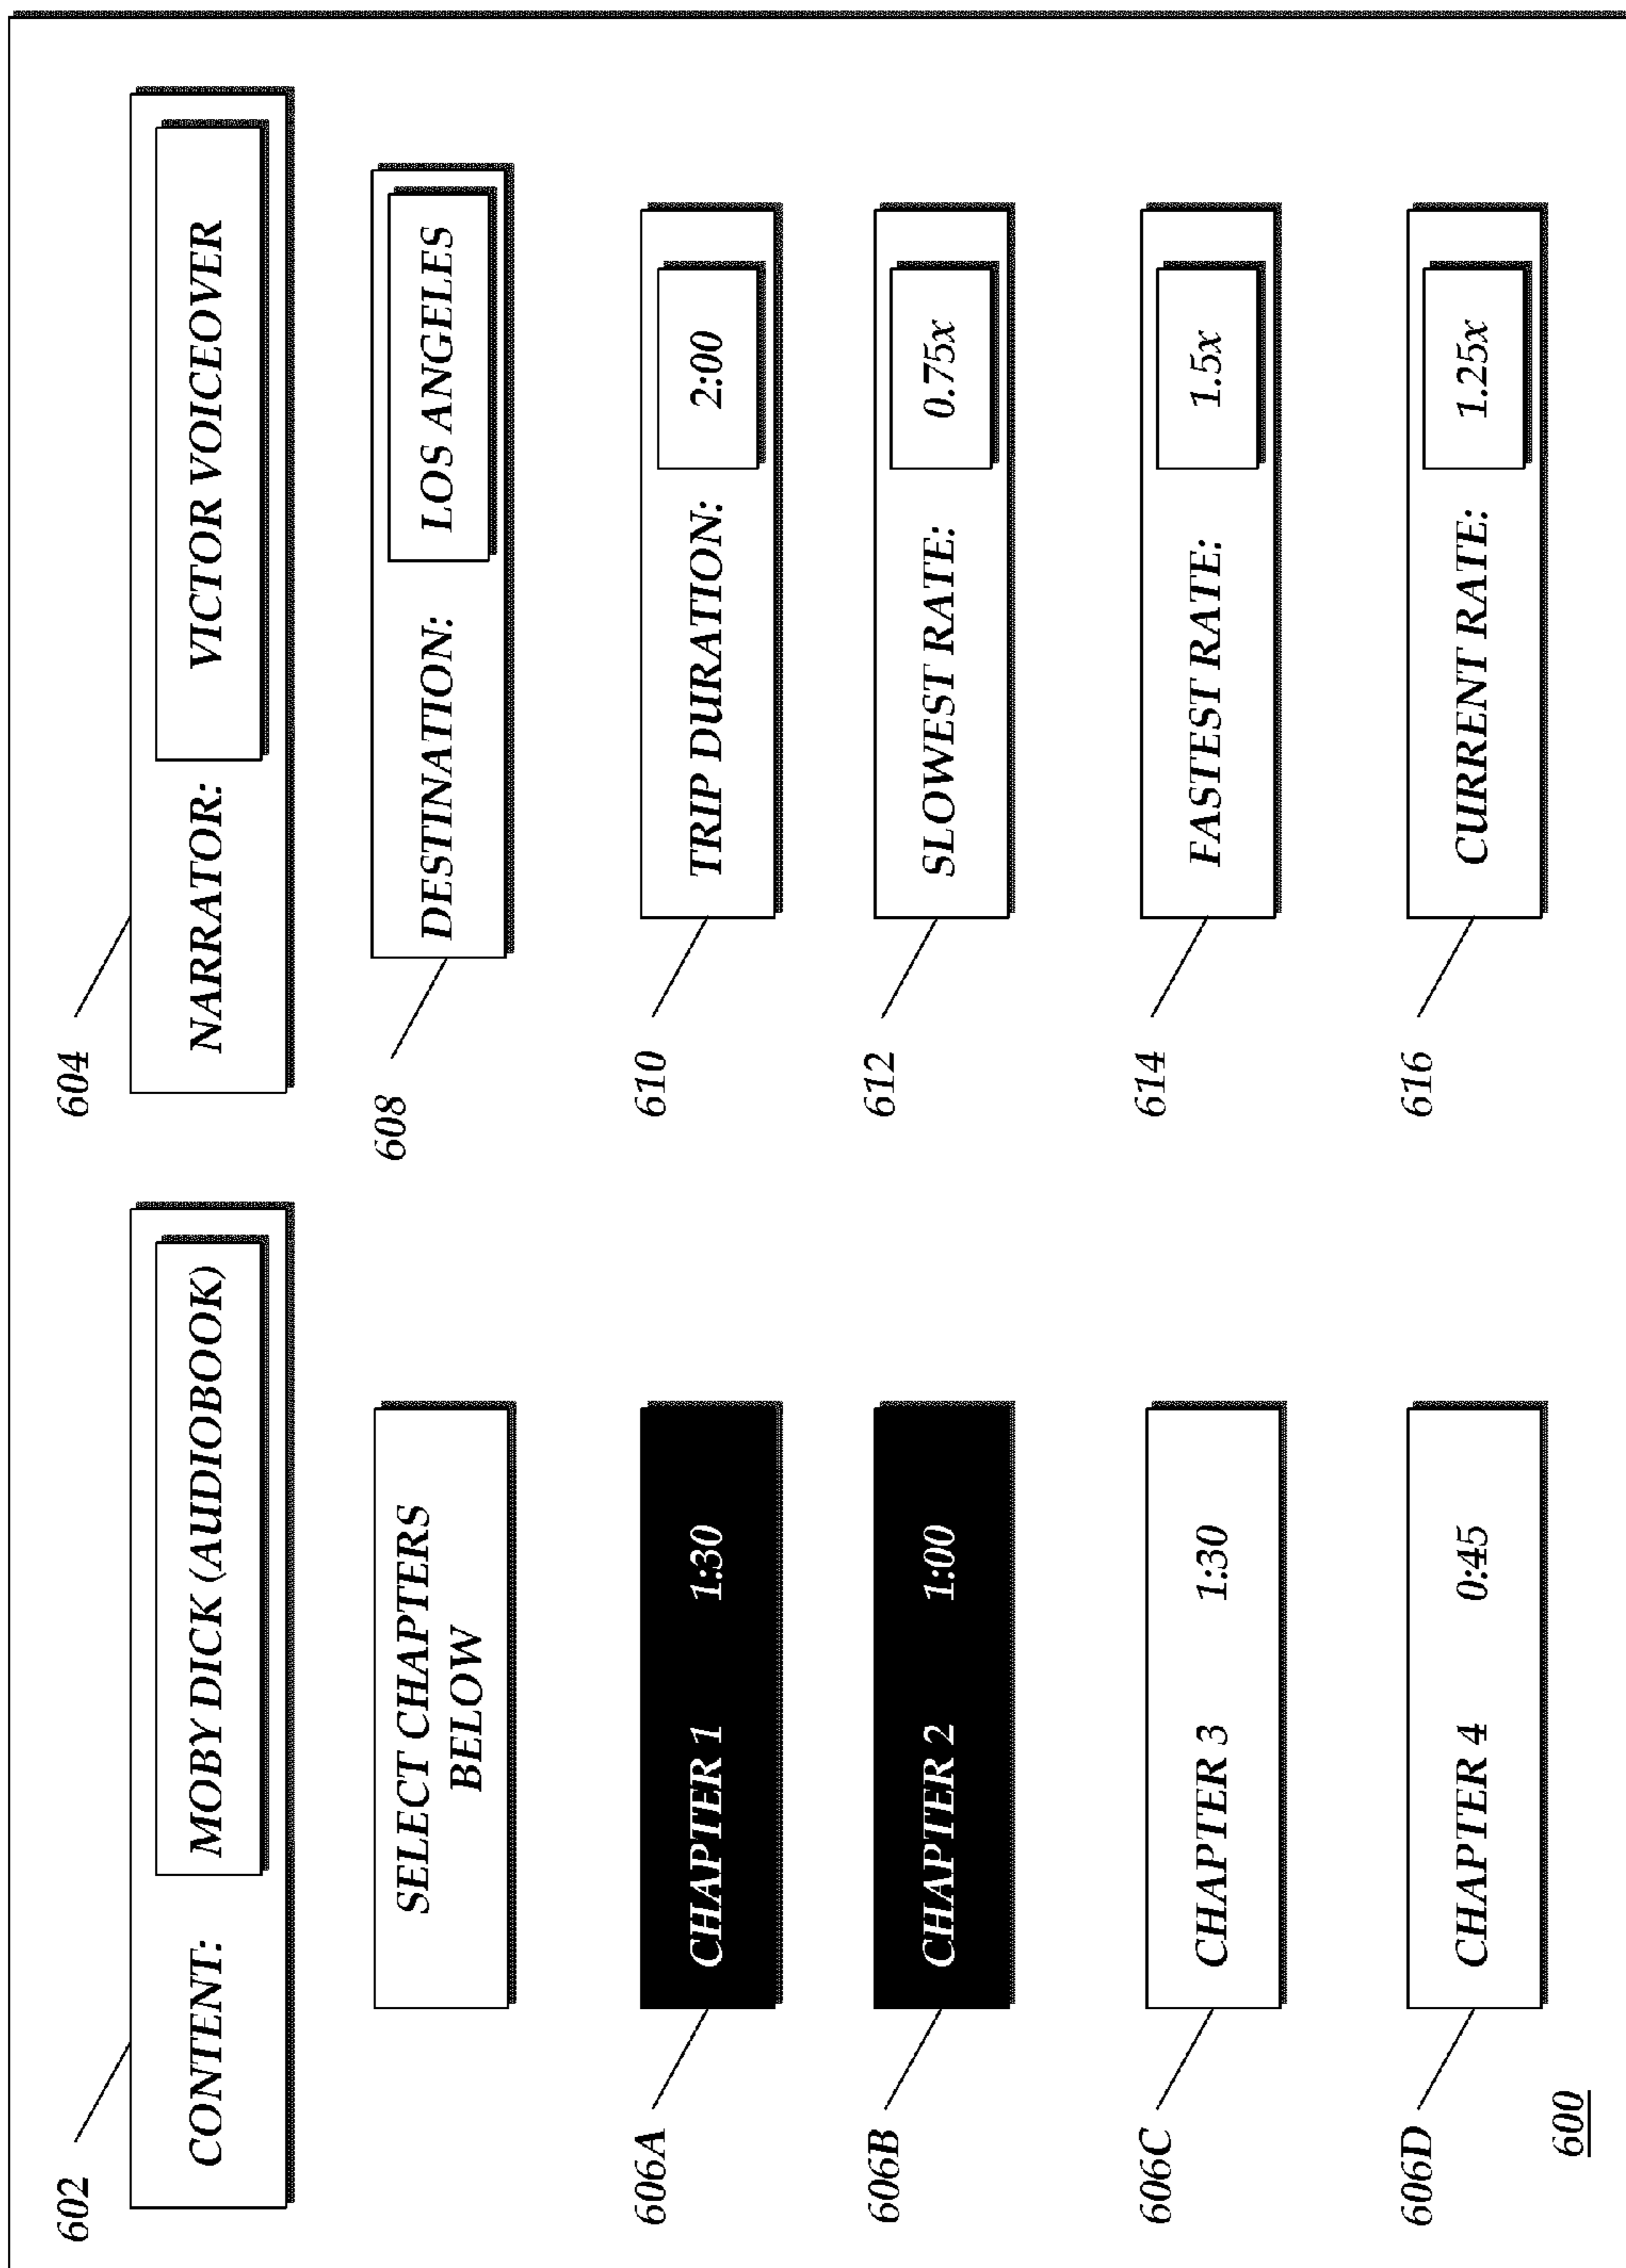 602
CONTENT: MOBY DICK (AUDIOBOOK)
604
NARRATOR: VICTOR VOICEOVER
SELECT CHAPTERS
BELOW
608
DESTINATION: LOS ANGELES
606A
CHAPTER 1 1:30
610
TRIP DURATION: 2:00
606B
CHAPTER 2 1:00
612
SLOWEST RATE: 0.75x
606C
CHAPTER 3 1:30
614
FASTEST RATE: 1.5x
606D
CHAPTER 4 0:45
616
CURRENT RATE: 1.25x
600